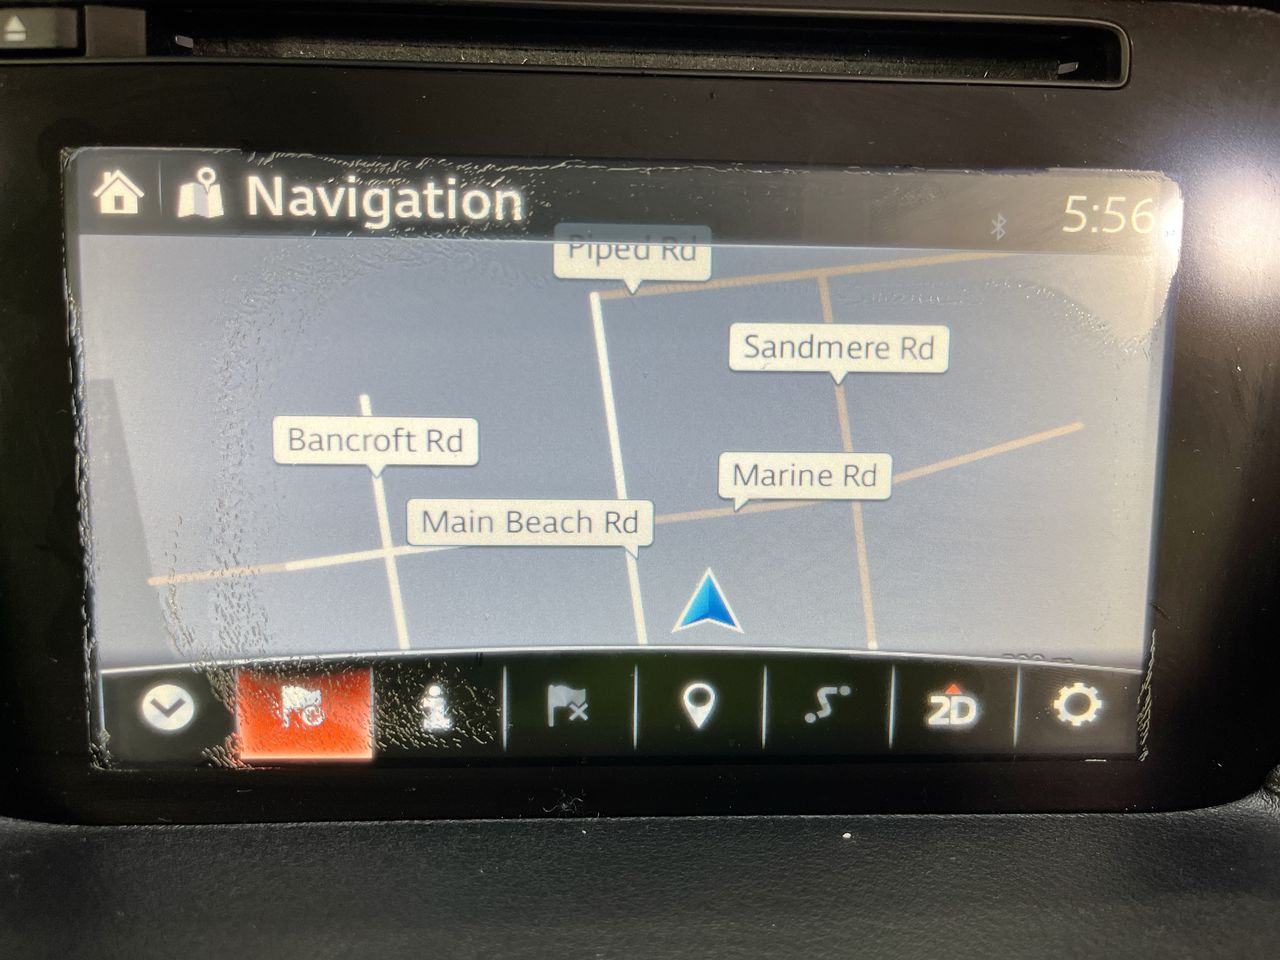 Navigation
5:56
Piped Rd
Sandmere Rd
Bancroft Rd
Marine Rd
Main Beach Rd
2D